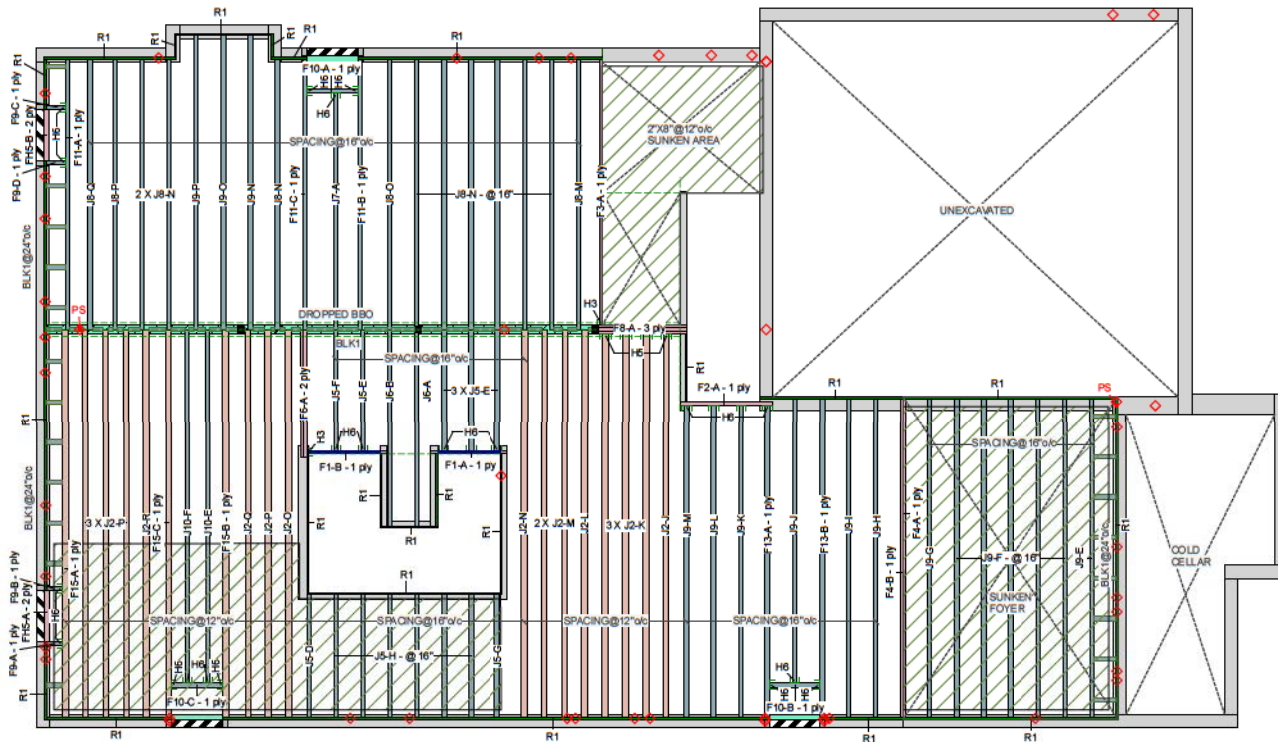 R1
R1
R1
R1
R1
R1
R1
F10-A - 1 ply
H6
H6
H6
F9-C - 1 ply
FH5-B - 2 ply
H6
F9-D - 1 ply
F11-A - 1 ply
BLK1@24"o/c
SPACING@16"o/c
J8-Q
J8-P
2 X J8-N
J9-P
J9-O
J9-N
J8-N
F11-C - 1 ply
J7-A
F11-B - 1 ply
J8-O
J8-N - @ 16"
J8-M
F3-A - 1 ply
2"X8"@12"o/c
SUNKEN AREA
UNEXCAVATED
PS
DROPPED BBO
H3
F8-A - 3 ply
H5
BLK1
SPACING@16"o/c
R1
F2-A - 1 ply
H6
R1
R1
PS
R1
BLK1@24"o/c
F6-A - 2 ply
J5-F
J5-E
J6-B
J6-A
3 X J5-E
H3
H6
H6
F1-B - 1 ply
F1-A - 1 ply
R1
R1
R1
R1
R1
R1
3 X J2-P
J2-R
F15-C - 1 ply
J10-F
J10-E
F15-B - 1 ply
J2-Q
J2-P
J2-O
F15-A - 1 ply
J2-N
2 X J2-M
J2-L
3 X J2-K
J2-J
J9-M
J9-L
J9-K
F13-A - 1 ply
J9-J
F13-B - 1 ply
J9-I
J9-H
F4-B - 1 ply
F4-A - 1 ply
J9-G
SPACING@16"o/c
J9-F - @ 16"
J9-E
BLK1@24"o/c
R1
SUNKEN
FOYER
COLD
CELLAR
F9-B - 1 ply
FH5-A - 2 ply
H6
F9-A - 1 ply
SPACING@12"o/c
SPACING@16"o/c
SPACING@12"o/c
SPACING@16"o/c
J5-D
J5-H - @ 16"
J5-G
H6
H6
H6
F10-C - 1 ply
H6
H6
H6
F10-B - 1 ply
R1
R1
R1
R1
R1